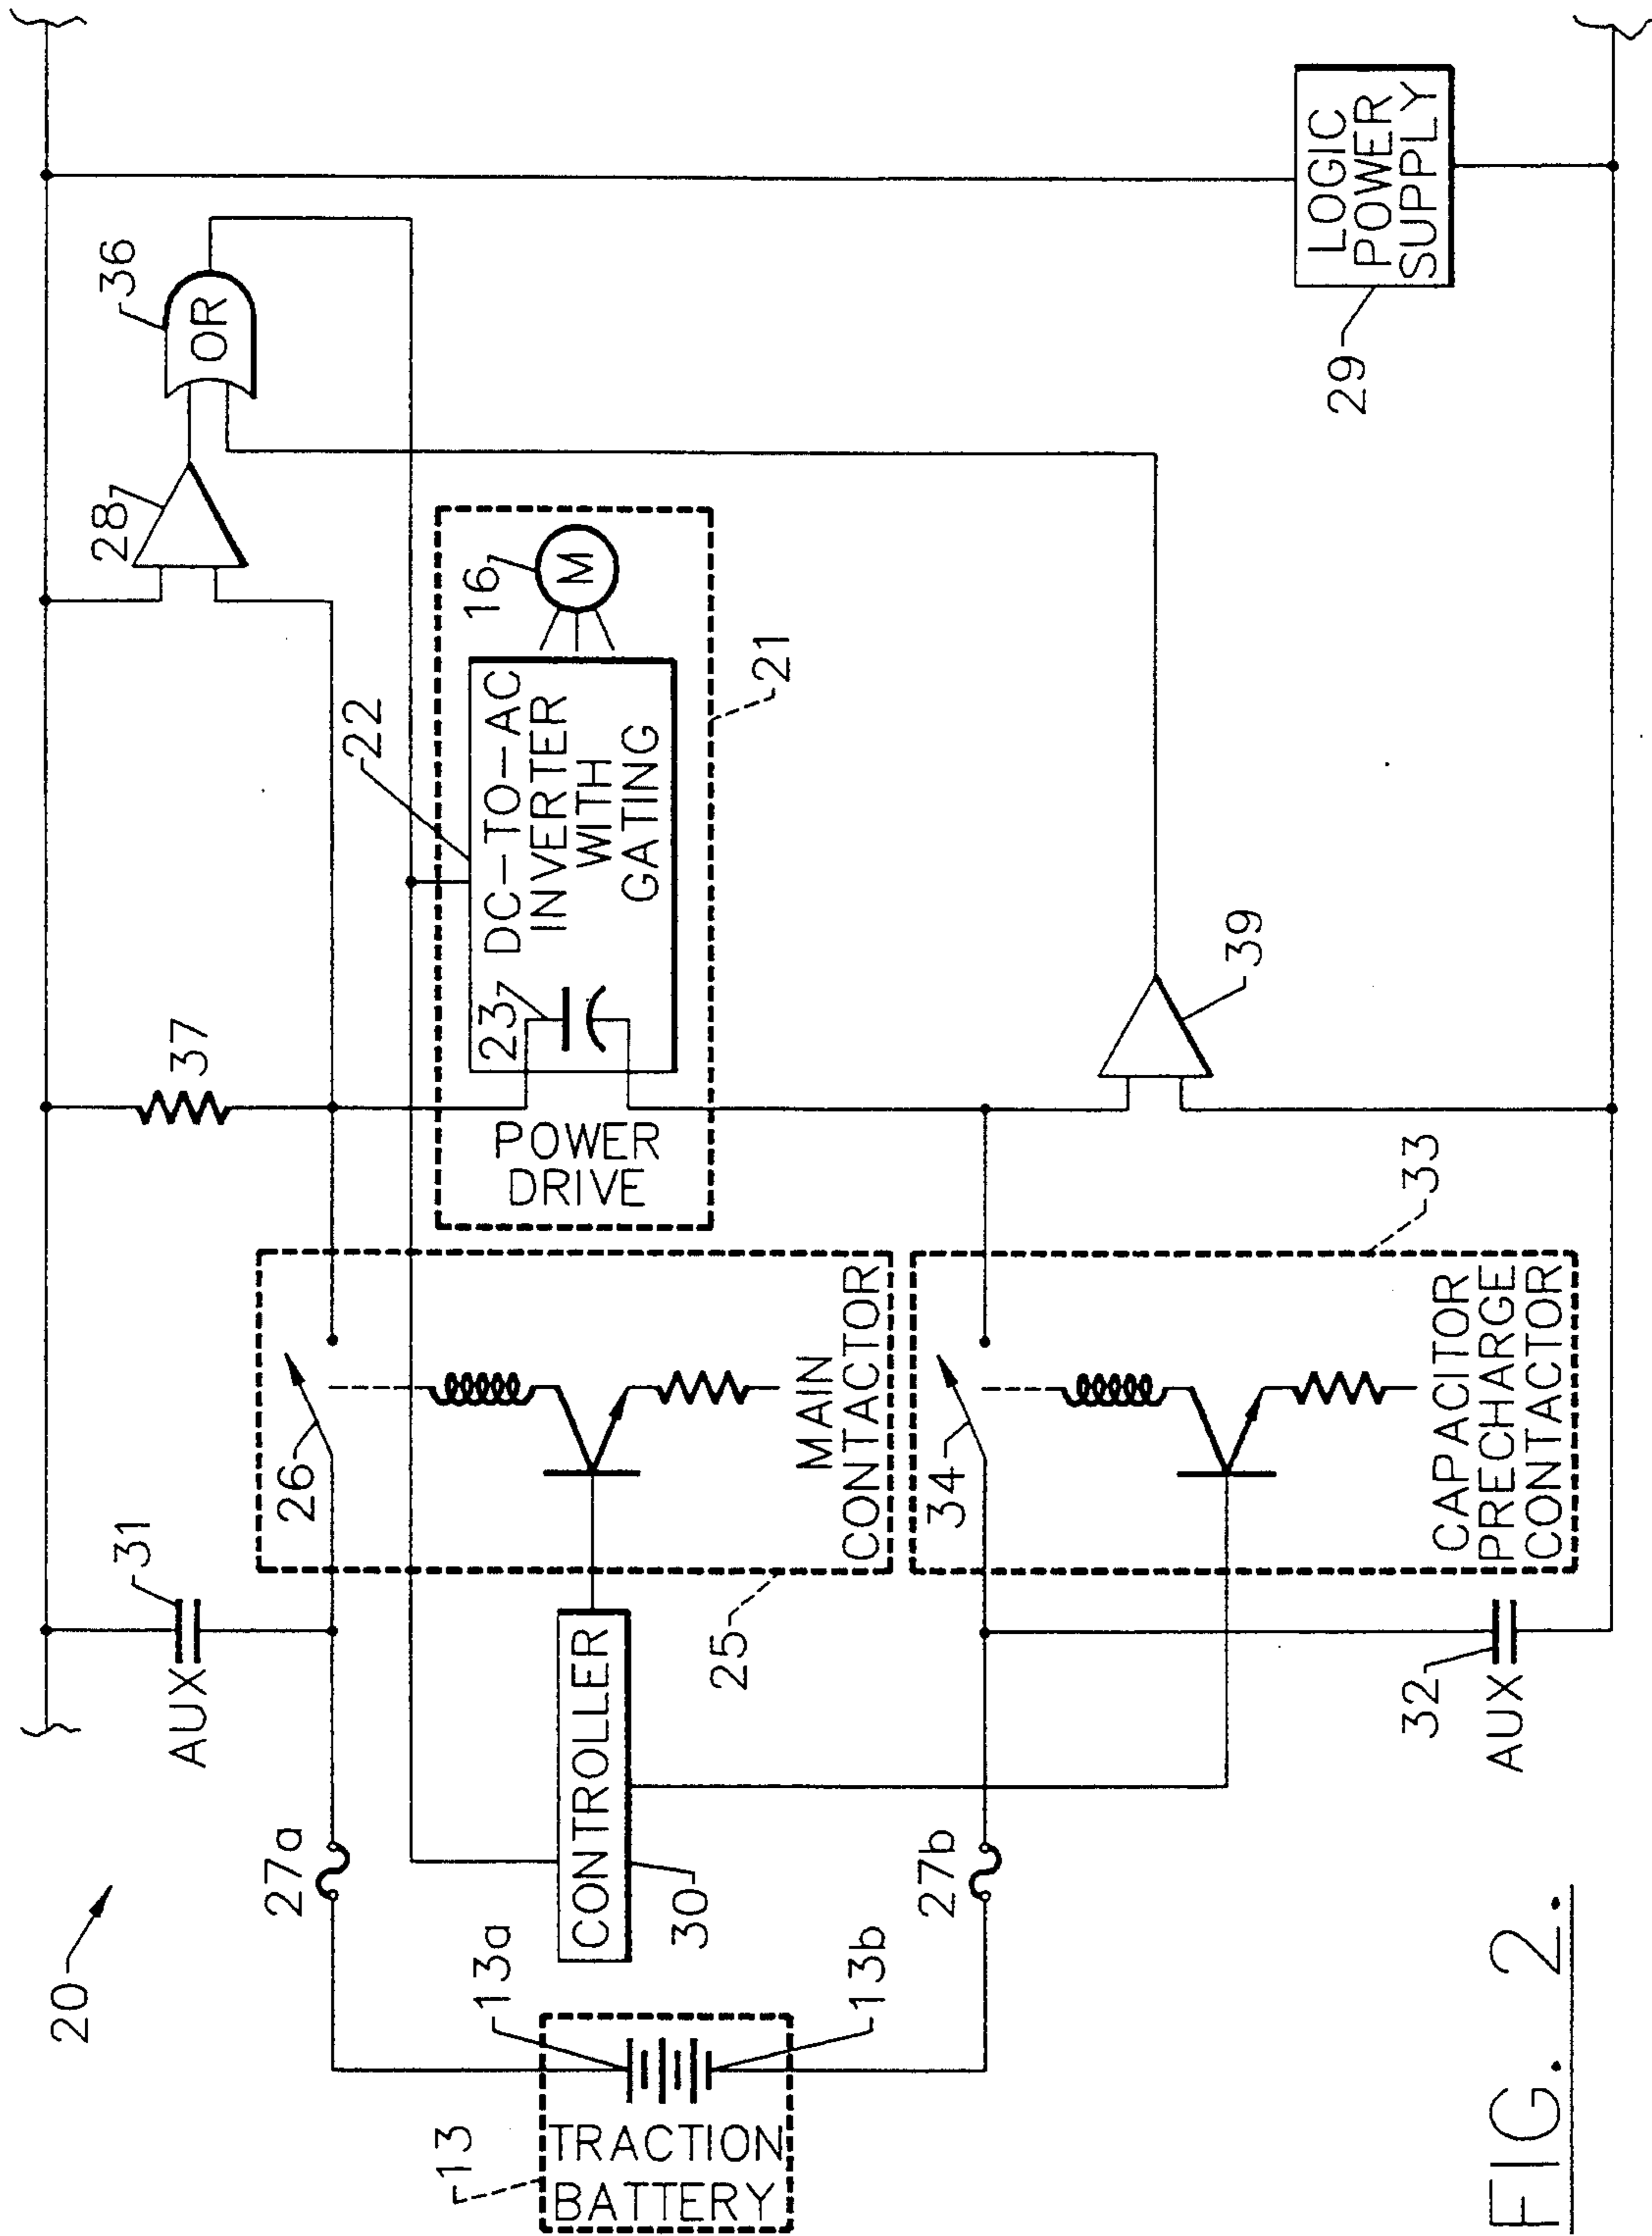 20
13
TRACTION
BATTERY
13a
13b
27a
27b
AUX
31
CONTROLLER
30
25
32
AUX
26
MAIN
CONTACTOR
34
CAPACITOR
PRECHARGE
CONTACTOR
33
37
POWER
DRIVE
23
22
DC-TO-AC
INVERTER
WITH
GATING
16
M
21
39
28
36
OR
29
LOGIC
POWER
SUPPLY
FIG. 2.